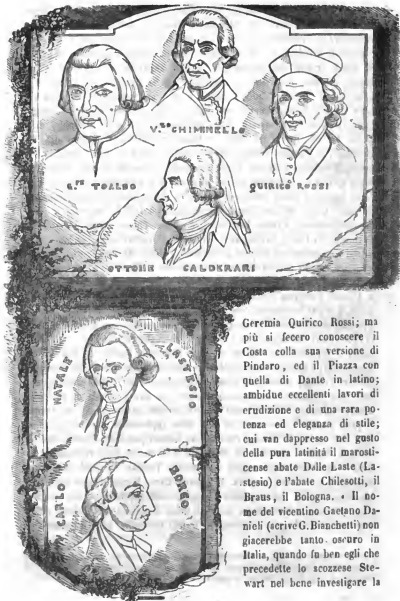 V.ZO CHIMINELLO
G.PE TOALDO
QUIRICO ROSSI
OTTONE CALDERARI
NATALE LASTESIO
CARLO BONGO
Geremia Quirico Rossi; ma
più si fecero conoscere il
Costa colla sua versione di
Pindaro, ed il Piazza con
quella di Dante in latino;
ambidue eccellenti lavori di
erudizione e di una rara po-
tenza ed eleganza di stile;
cui van dappresso nel gusto
della pura latinità il marosti-
cense abate Dalle Laste (La-
stesio) e l'abate Chilesotti, il
Braus, il Bologna. « Il no-
me del vicentino Gaetano Da-
nieli (scrive G. Bianchetti) non
giacerebbe tanto oscuro in
Italia, quando fu ben egli che
precedette lo scozzese Ste-
wart nel bene investigare la